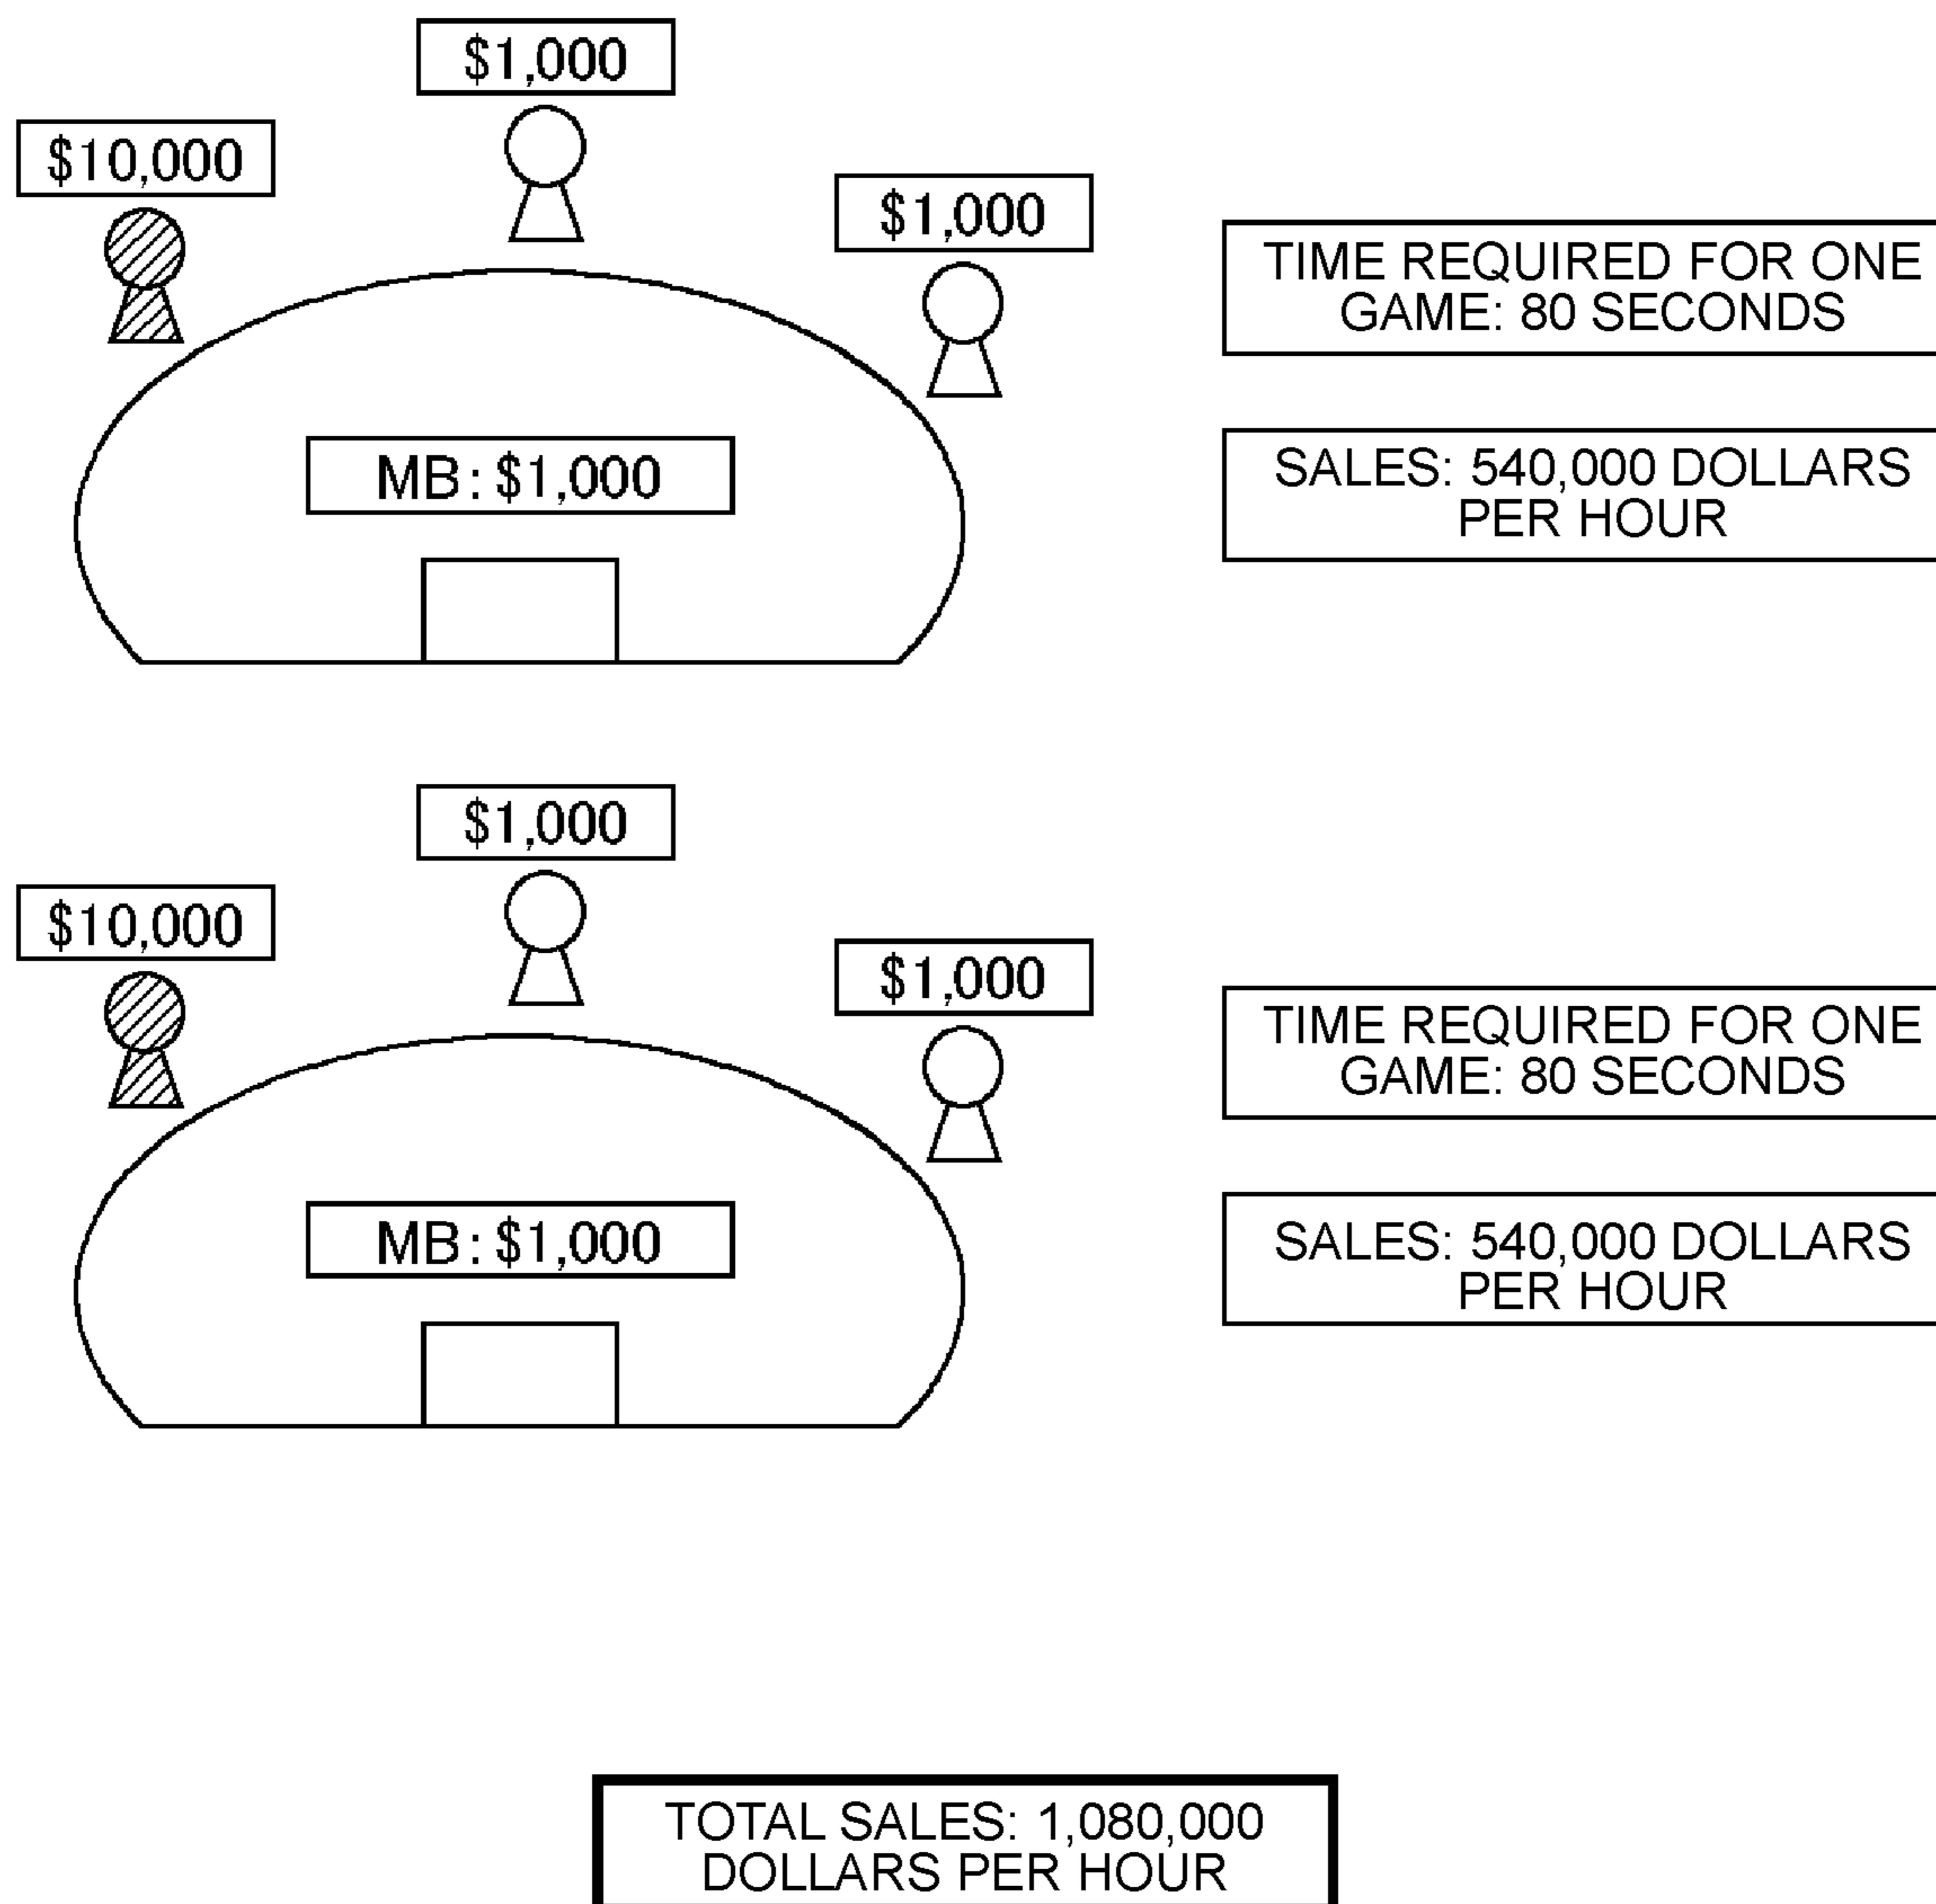 $1,000
$10,000
$1,000
TIME REQUIRED FOR ONE
GAME: 80 SECONDS
MB: $1,000
SALES: 540,000 DOLLARS
PER HOUR
$1,000
$10,000
$1,000
TIME REQUIRED FOR ONE
GAME: 80 SECONDS
MB: $1,000
SALES: 540,000 DOLLARS
PER HOUR
TOTAL SALES: 1,080,000
DOLLARS PER HOUR